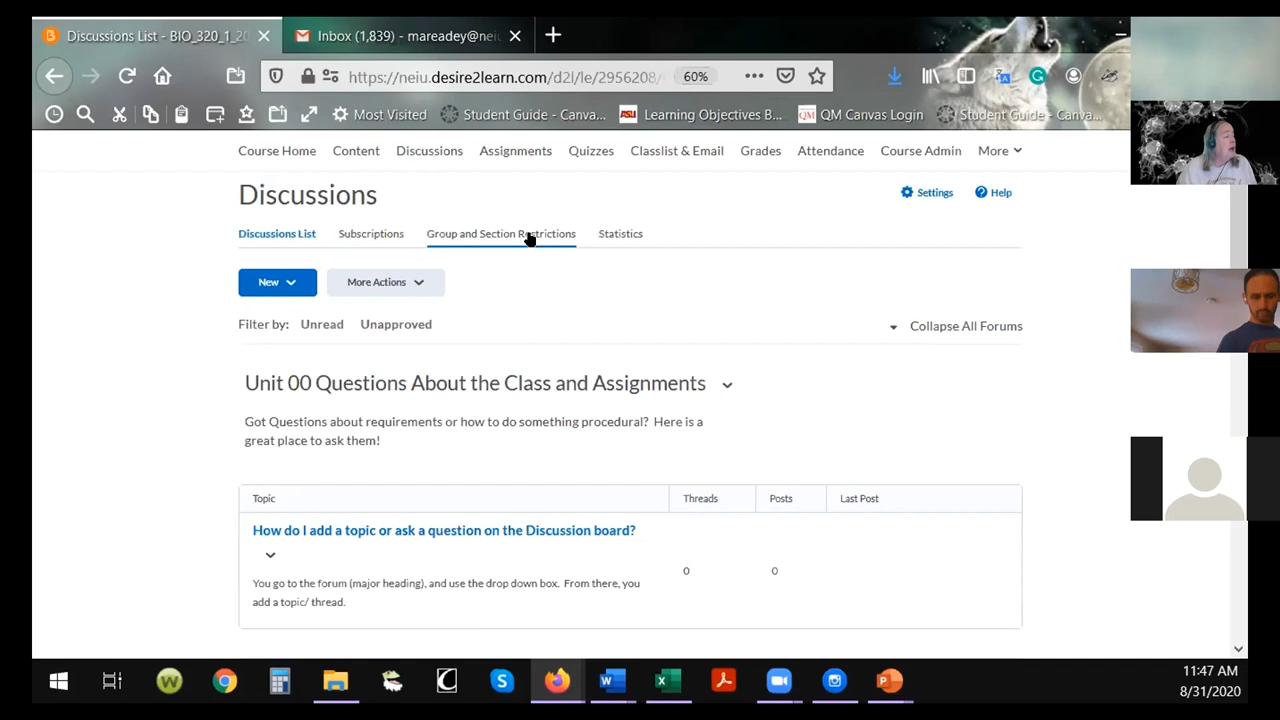 Discussions List - BIO_320_1_20
Inbox (1,839) - mareadey@neiu
https://neiu.desire2learn.com/d2l/le/2956208/
60%
Most Visited
Student Guide - Canva...
ASU
Learning Objectives B...
QM
QM Canvas Login
Student Guide - Canva...
Course Home
Content
Discussions
Assignments
Quizzes
Classlist & Email
Grades
Attendance
Course Admin
More
Discussions
Settings
Help
Discussions List
Subscriptions
Group and Section Restrictions
Statistics
New
More Actions
Filter by:
Unread
Unapproved
Collapse All Forums
Unit 00 Questions About the Class and Assignments
Got Questions about requirements or how to do something procedural? Here is a
great place to ask them!
Topic
Threads
Posts
Last Post
How do I add a topic or ask a question on the Discussion board?
0
0
You go to the forum (major heading), and use the drop down box. From there, you
add a topic/ thread.
11:47 AM
8/31/2020